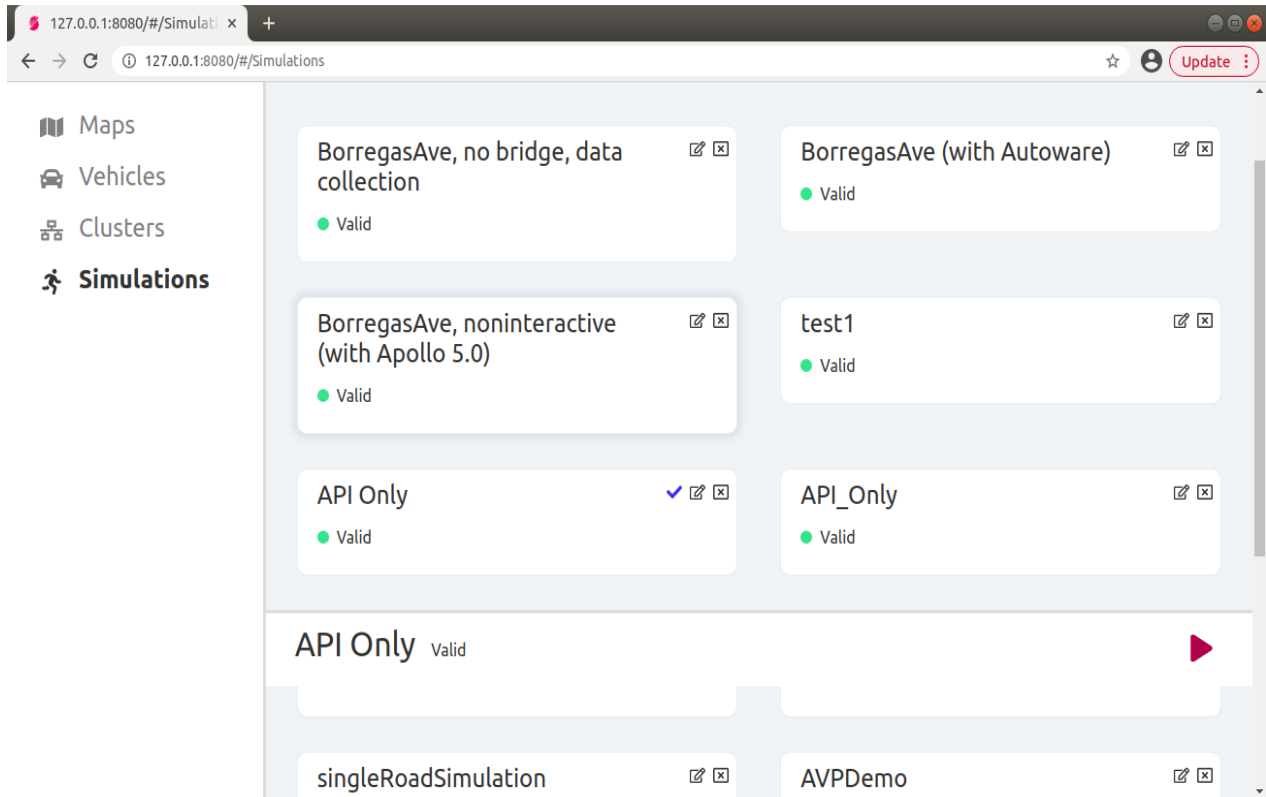 127.0.0.1:8080/#/Simulati
127.0.0.1:8080/#/Simulations
Update
Maps
Vehicles
Clusters
Simulations
BorregasAve, no bridge, data
collection
Valid
BorregasAve (with Autoware)
Valid
BorregasAve, noninteractive
(with Apollo 5.0)
Valid
test1
Valid
API Only
Valid
API_Only
Valid
API Only Valid
singleRoadSimulation
AVPDemo